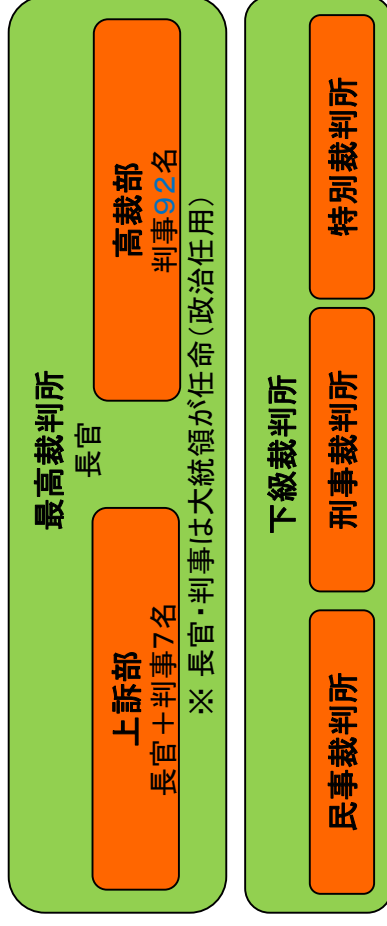 最高裁判所
長官
上訴部
長官＋判事7名
高裁部
判事92名
※ 長官・判事は大統領が任命（政治任用）
下級裁判所
民事裁判所
刑事裁判所
特別裁判所